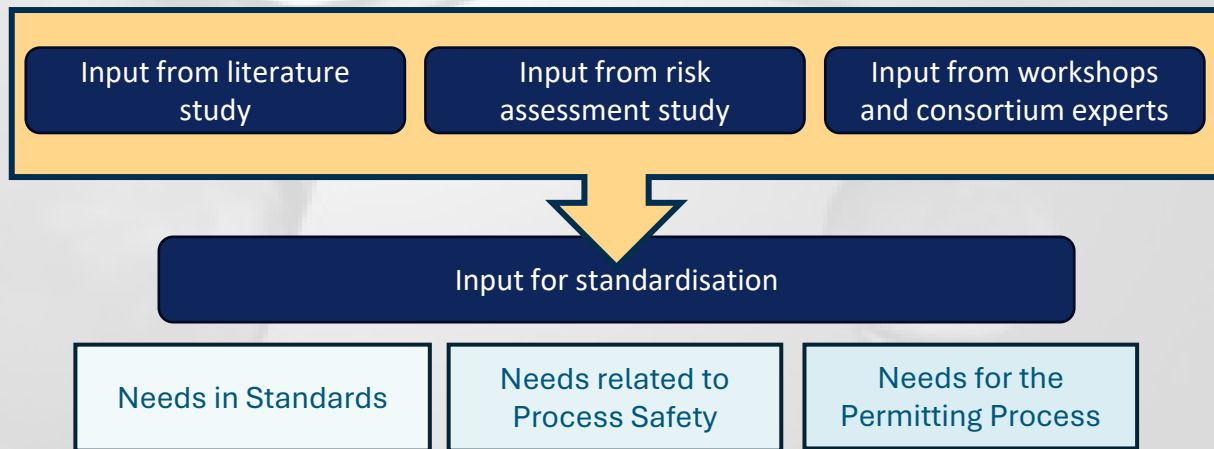 Input from literature
study
Input from risk
assessment study
Input from workshops
and consortium experts
Input for standardisation
Needs in Standards
Needs related to
Process Safety
Needs for the
Permitting Process